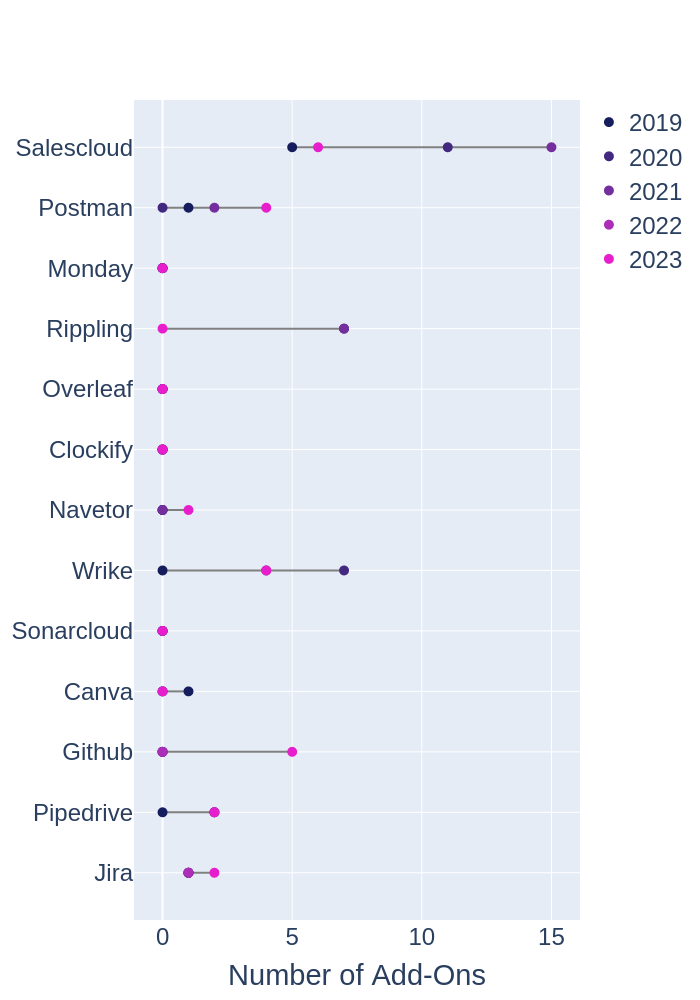 Salescloud
Postman
Monday
Rippling
Overleaf
Clockify
Navetor
Wrike
Sonarcloud
Canva
Github
Pipedrive
Jira
0 5 10 15
Number of Add-Ons
2019
2020
2021
2022
2023